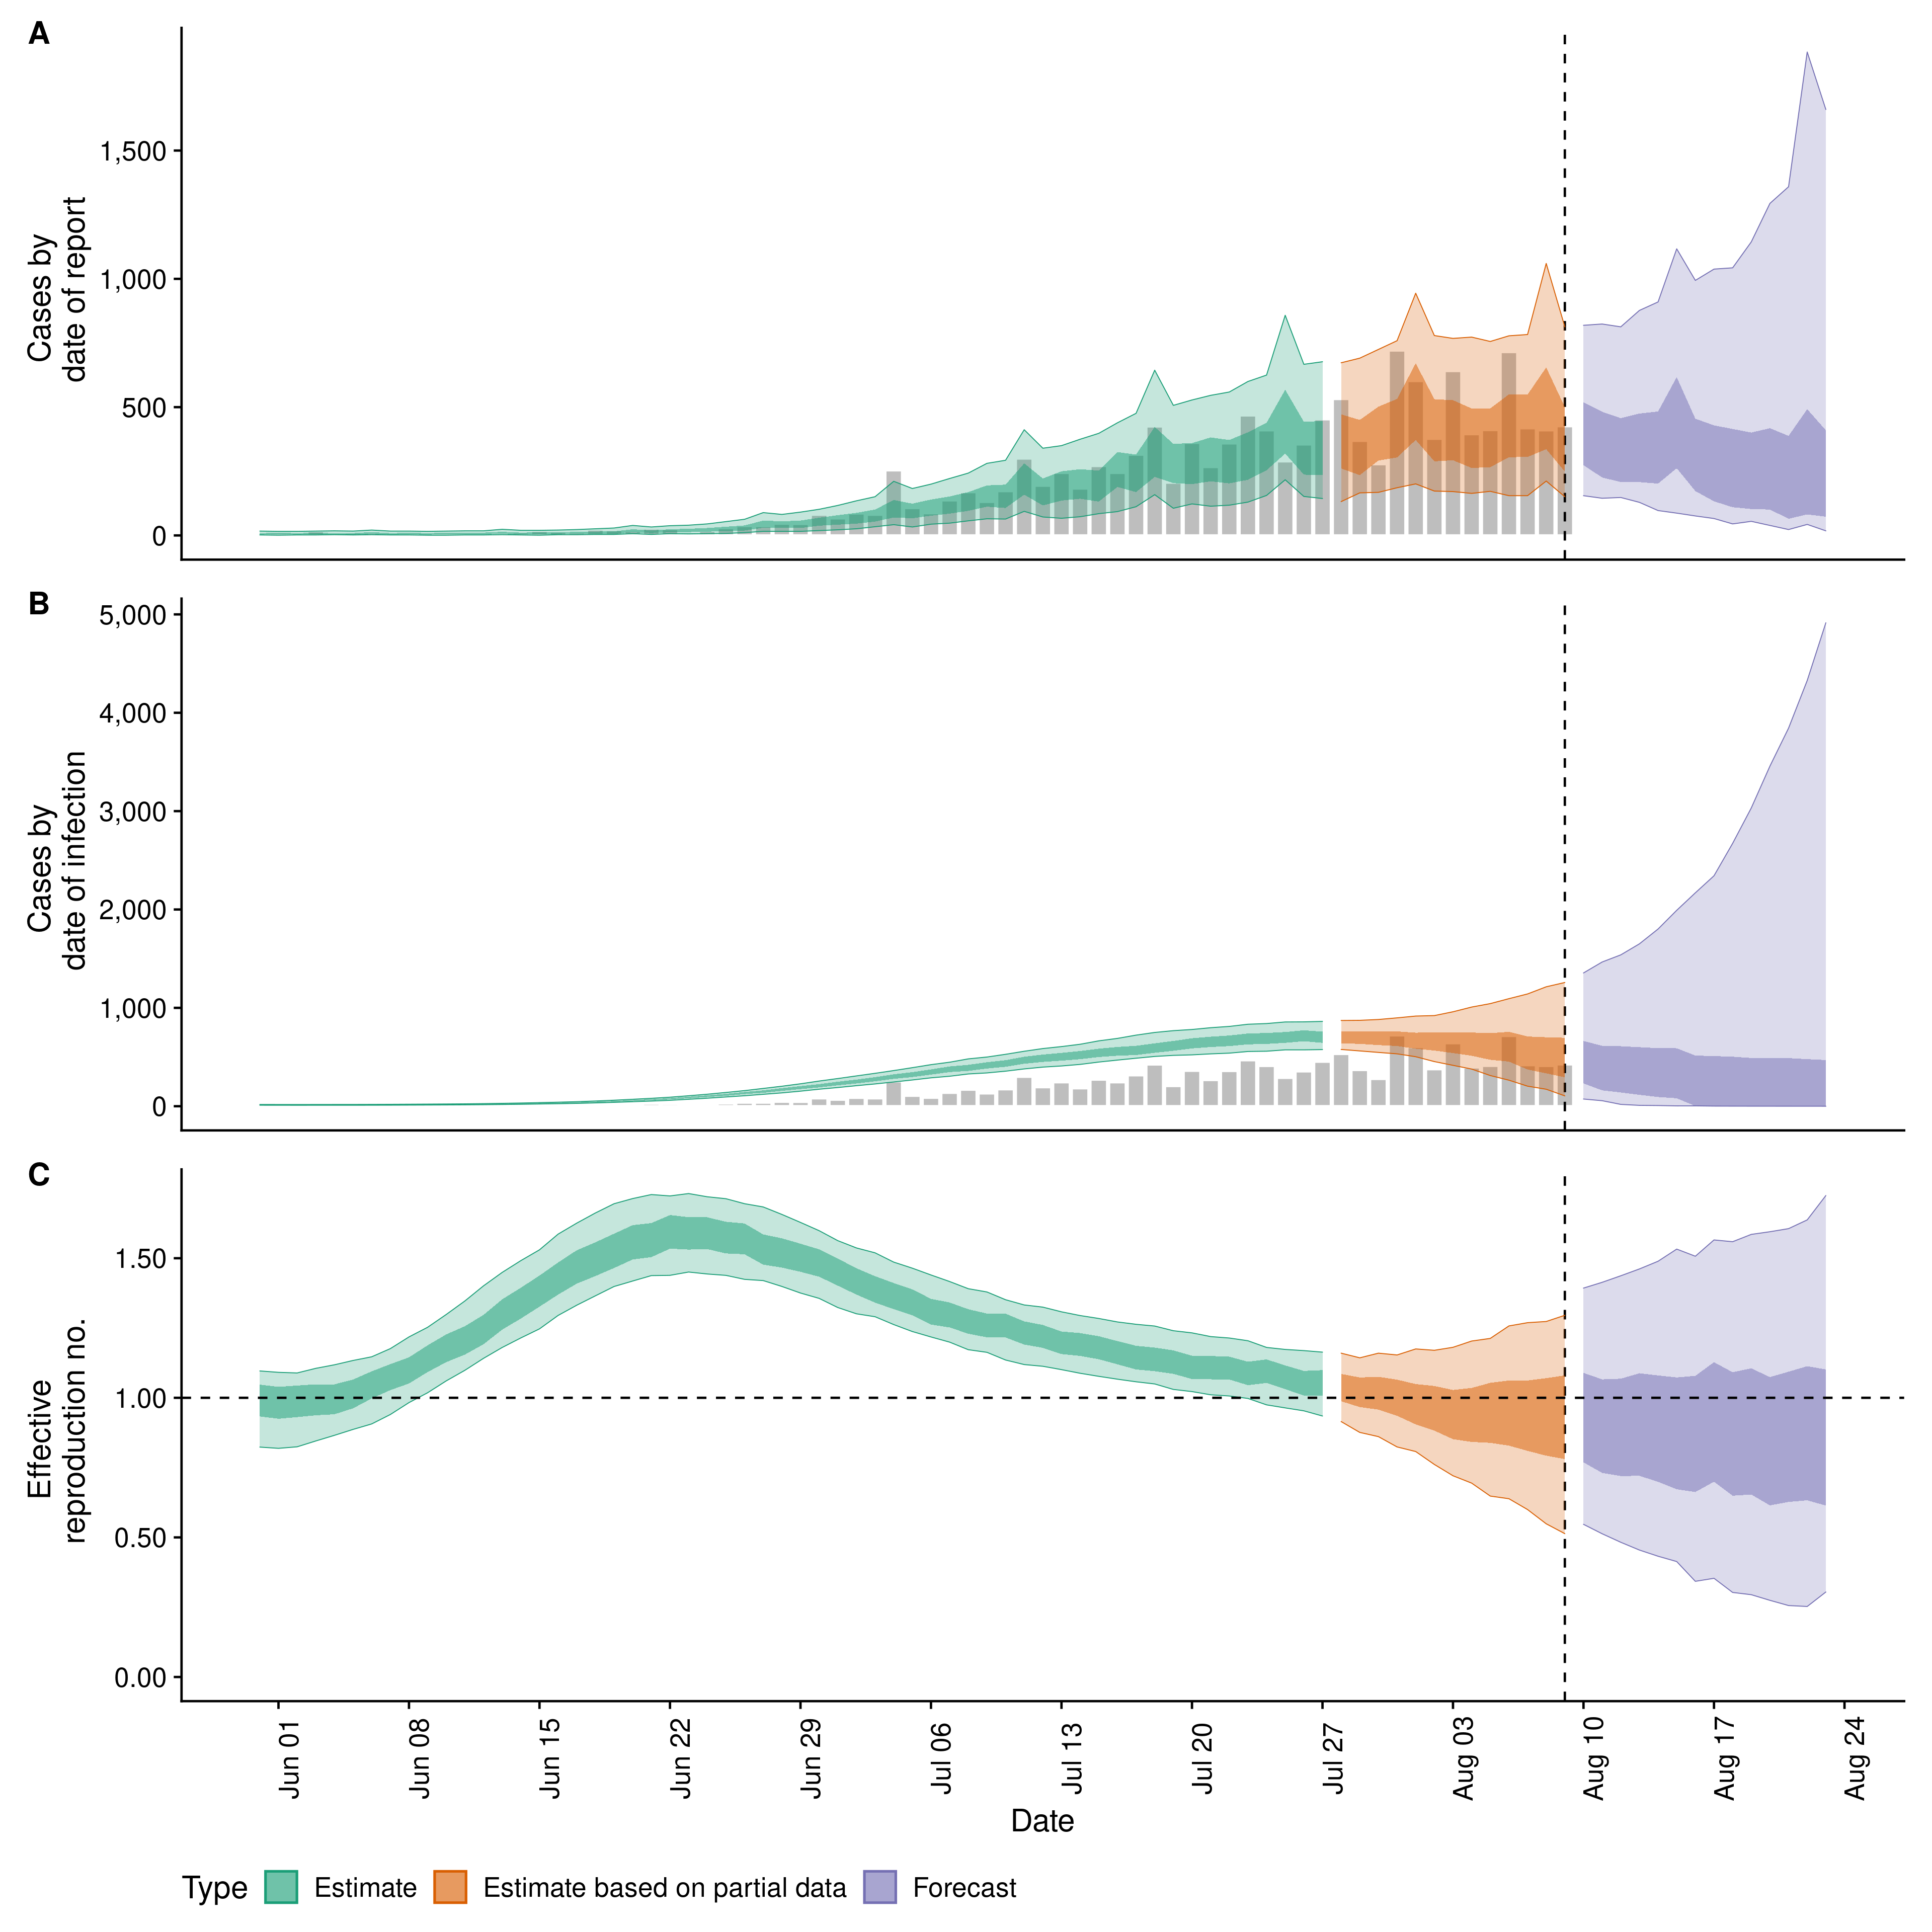 A
Cases by
date of report
1,500
1,000
500
0
B
Cases by
date of infection
5,000
4,000
3,000
2,000
1,000
0
C
Effective
reproduction no.
1.50
1.00
0.50
0.00
Jun 01
Jun 08
Jun 15
Jun 22
Jun 29
Jul 06
Jul 13
Jul 20
Jul 27
Aug 03
Aug 10
Aug 17
Aug 24
Date
Type Estimate Estimate based on partial data Forecast